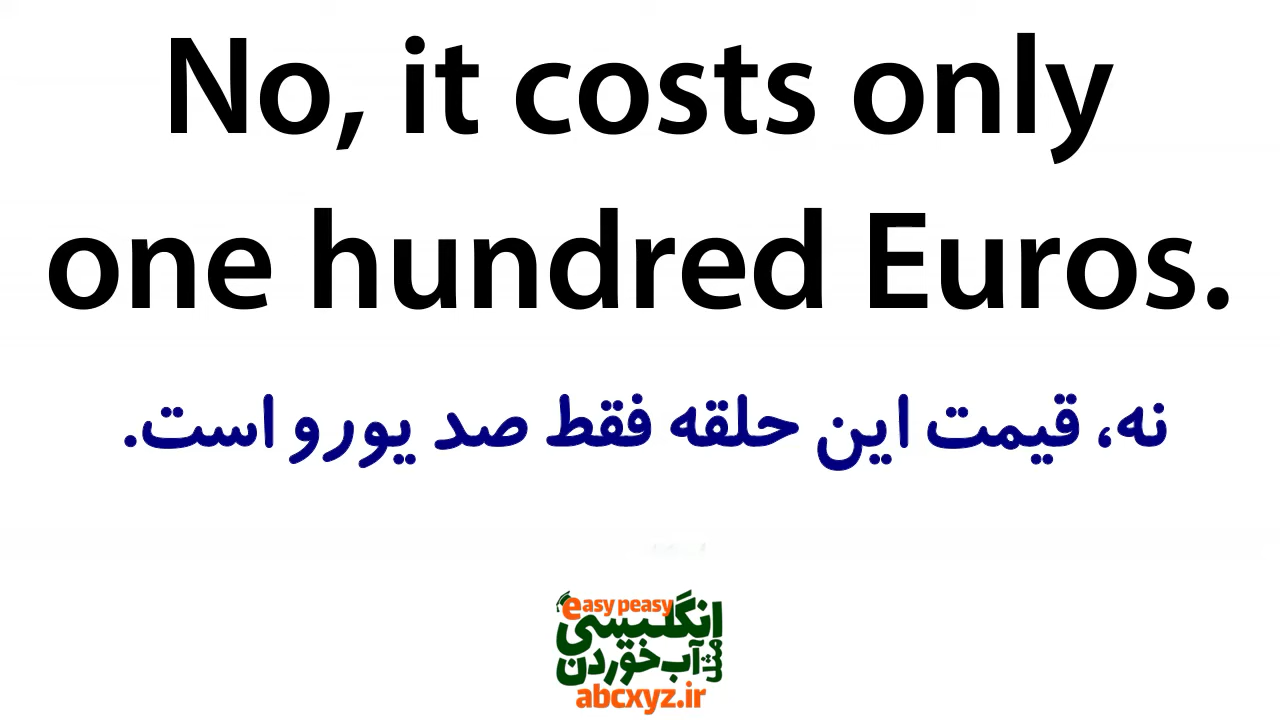 No, it costs only
one hundred Euros.
نه، قیمت این حلقه فقط صد یورو است.
easy peasy
انگلیسی
مثل آب خوردن
abcxyz.ir